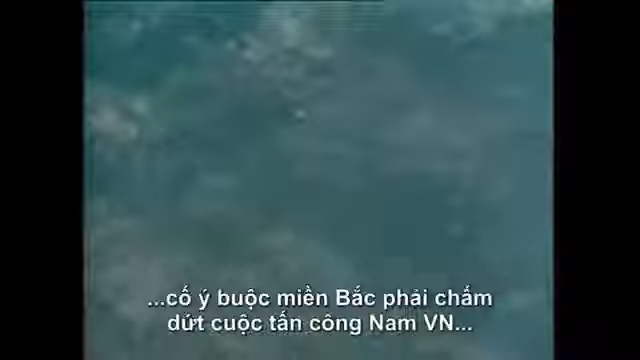 ...cố ý buộc miền Bắc phải chấm
dứt cuộc tấn công Nam VN...